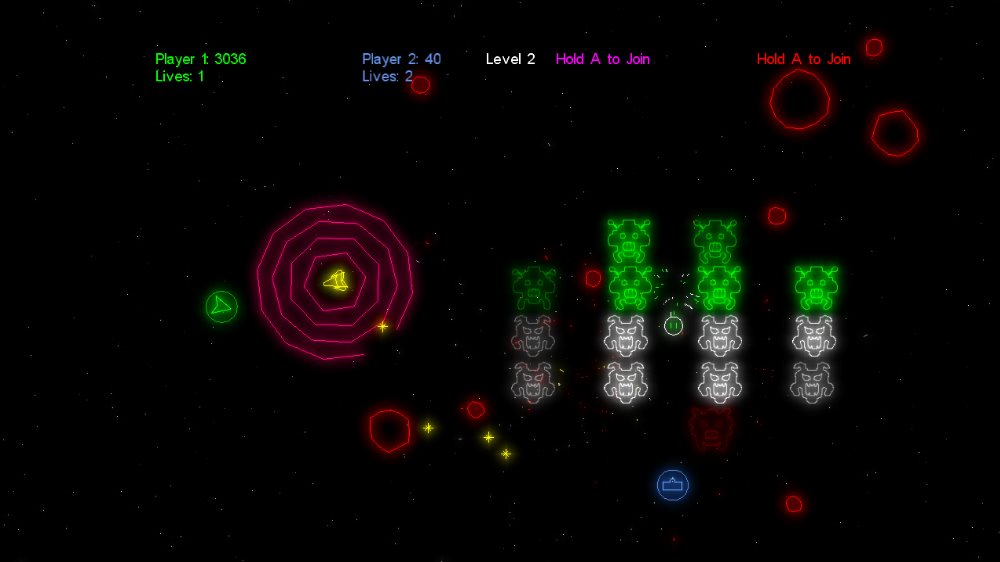 Player 1: 3036
Lives: 1
Player 2: 40
Lives: 2
Level 2
Hold A to Join
Hold A to Join